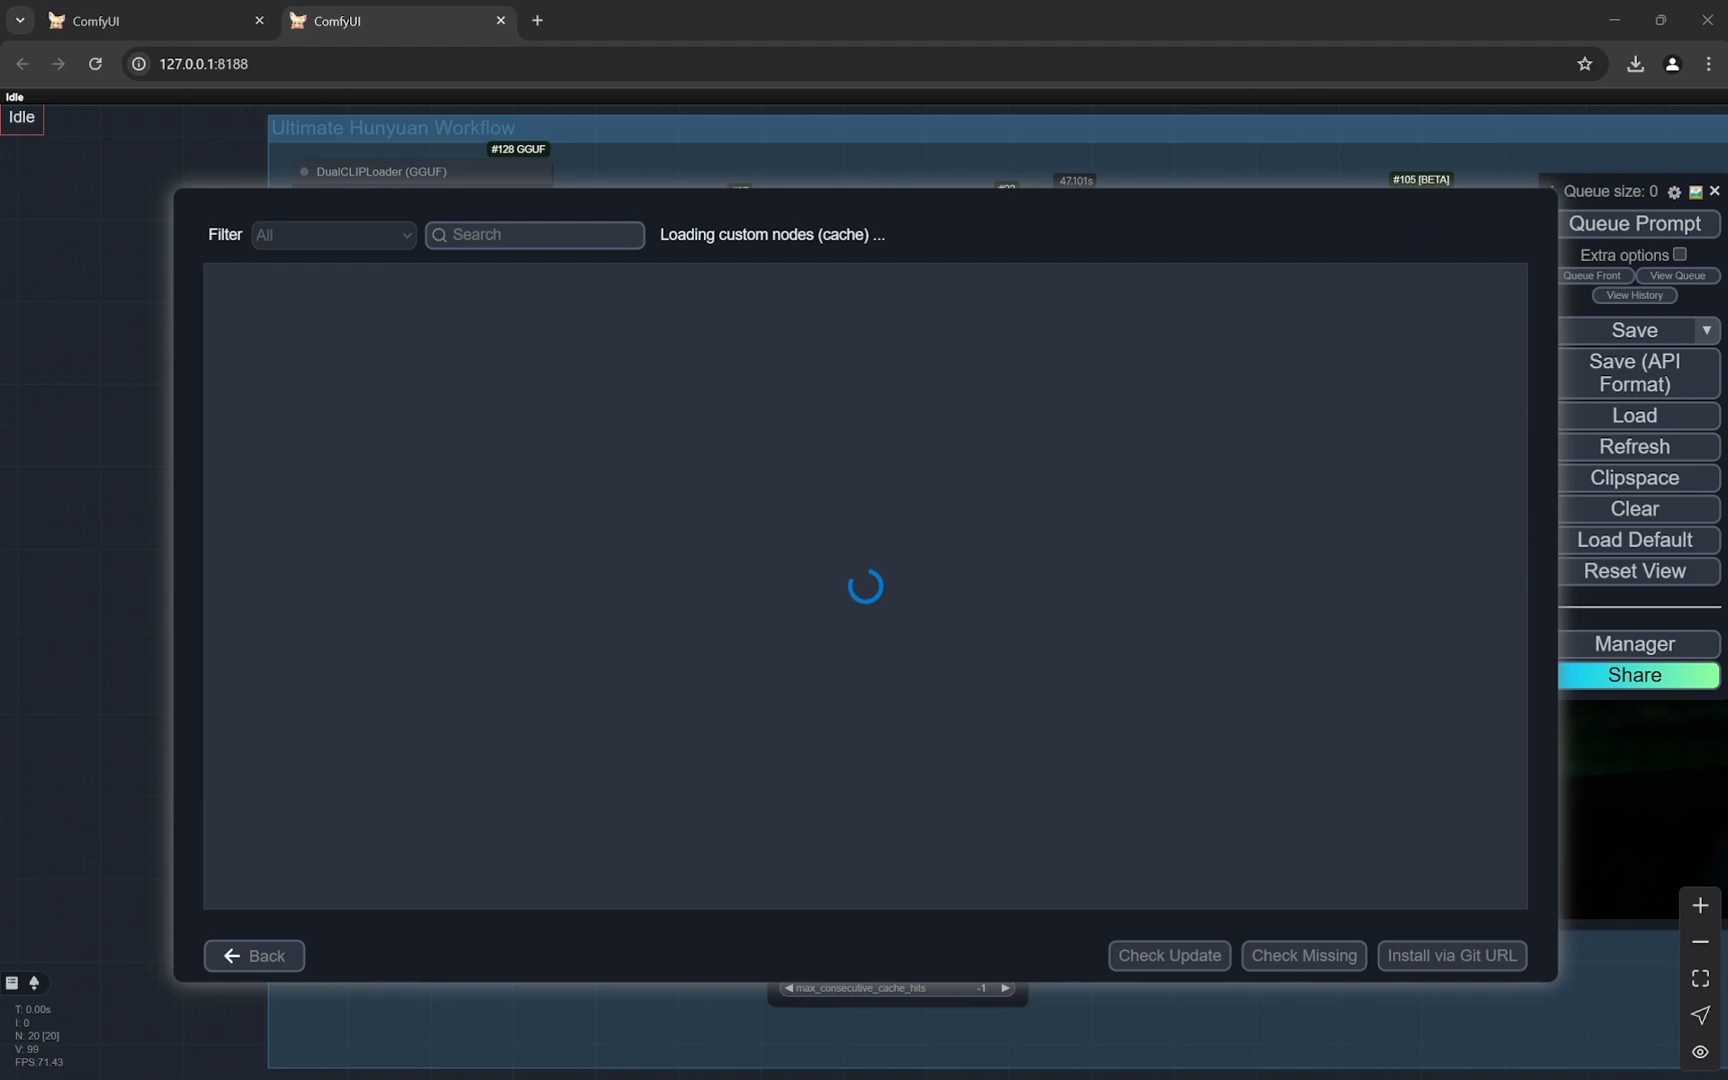 ComfyUI
ComfyUI
127.0.0.1:8188
Idle
Idle
Ultimate Hunyuan Workflow
#128 GGUF
DualCLIPLoader (GGUF)
47.101s
#105 [BETA]
Filter All Search Loading custom nodes (cache) ...
Queue size: 0
Queue Prompt
Extra options
Queue Front View Queue
View History
Save ▼
Save (API
Format)
Load
Refresh
Clipspace
Clear
Load Default
Reset View
Manager
Share
Back Check Update Check Missing Install via Git URL
max_consecutive_cache_hits -1
T: 0.00s
I: 0
N: 20 [20]
V: 99
FPS:71.43